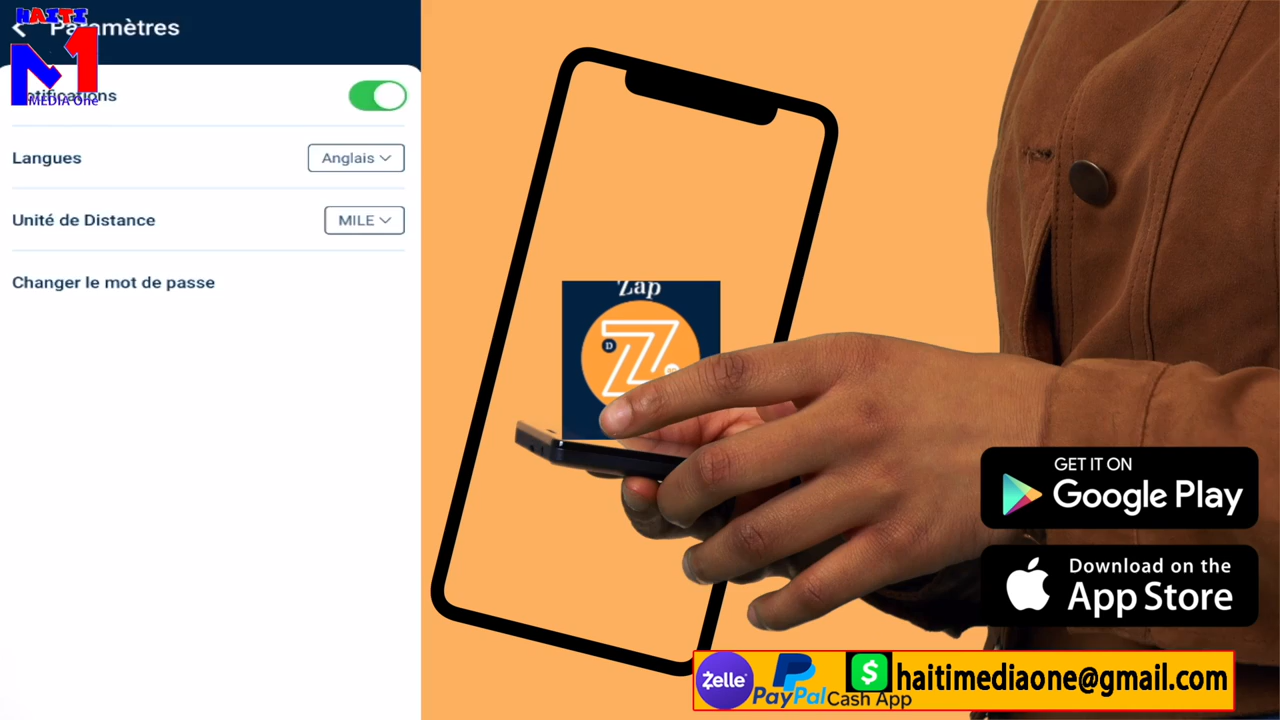 HAITI
Paramètres
M1
MEDIA One
Notifications
Langues
Anglais
Unité de Distance
MILE
Changer le mot de passe
Zap
D
GET IT ON
Google Play
Download on the
App Store
Zelle
PayPal
$
Cash App
haitimediaone@gmail.com